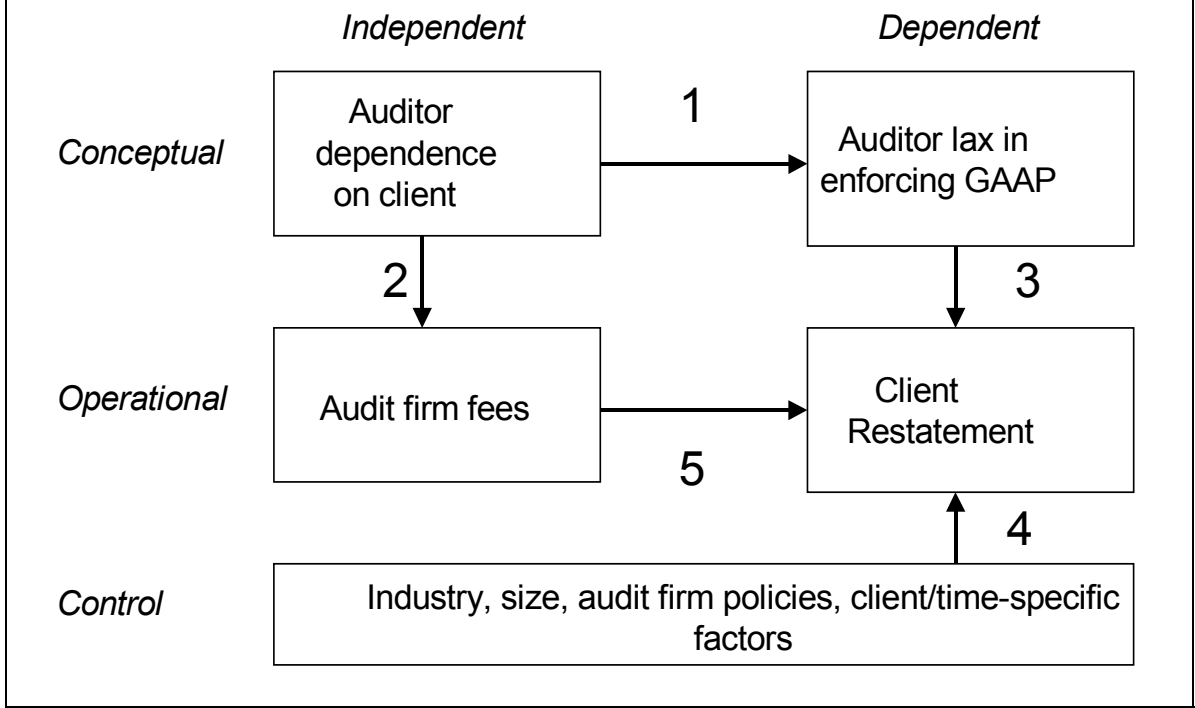 Independent
Dependent
Conceptual
Auditor
dependence
on client
1
Auditor lax in
enforcing GAAP
2
3
Operational
Audit firm fees
5
Client
Restatement
4
Control
Industry, size, audit firm policies, client/time-specific
factors